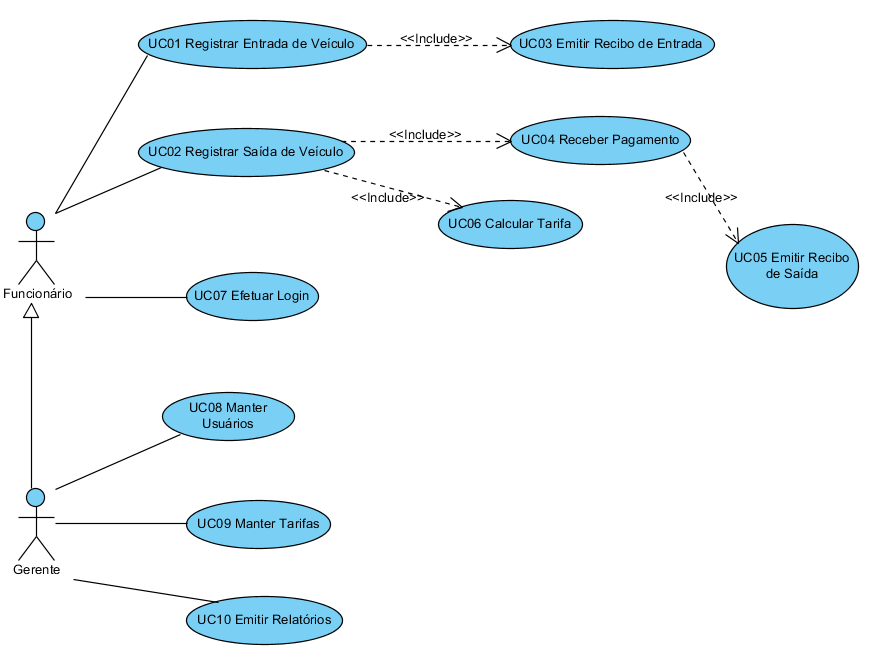 UC01 Registrar Entrada de Veículo
<<Include>>
UC03 Emitir Recibo de Entrada
UC02 Registrar Saída de Veículo
<<Include>>
UC04 Receber Pagamento
<<Include>>
<<Include>>
UC06 Calcular Tarifa
UC05 Emitir Recibo
de Saída
Funcionário
UC07 Efetuar Login
UC08 Manter
Usuários
UC09 Manter Tarifas
Gerente
UC10 Emitir Relatórios